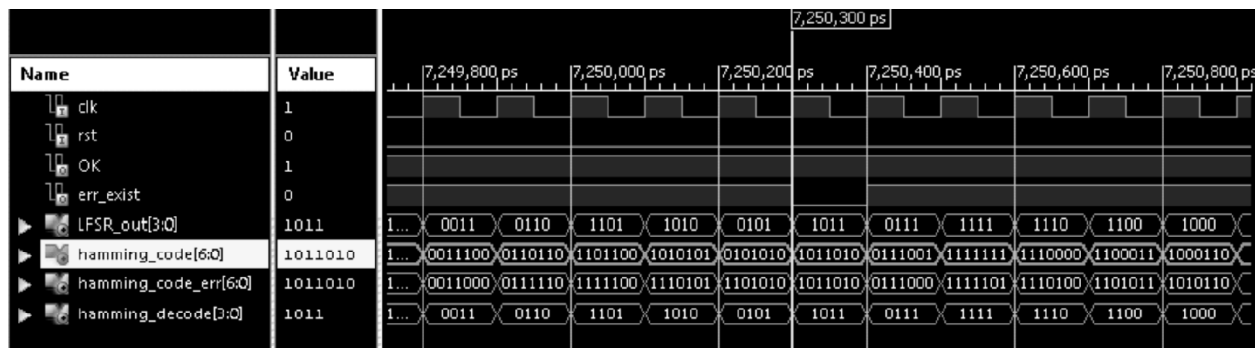 7,250,300 ps
Name Value 7,249,800 ps 7,250,000 ps 7,250,200 ps 7,250,400 ps 7,250,600 ps 7,250,800 ps
clk 1
rst 0
OK 1
err_exist 0
LFSR_out[3:0] 1011 1... 0011 0110 1101 1010 0101 1011 0111 1111 1110 1100 1000
hamming_code[6:0] 1011010 1... 0011100 0110110 1101100 1010101 0101010 1011010 0111001 1111111 1110000 1100011 1000110
hamming_code_err[6:0] 1011010 1... 0011000 0111110 1111100 1110101 1101010 1011010 0111000 1111101 1110100 1101011 1010110
hamming_decode[3:0] 1011 1... 0011 0110 1101 1010 0101 1011 0111 1111 1110 1100 1000